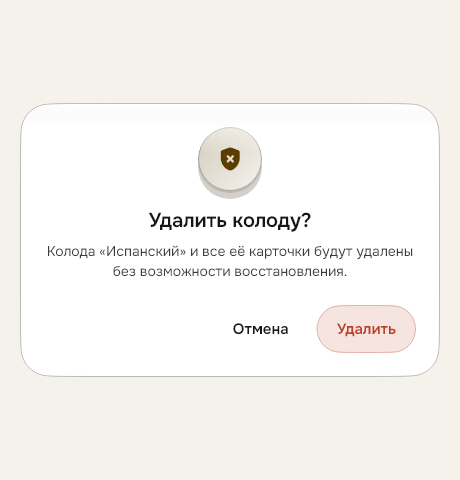 Удалить колоду?
Колода «Испанский» и все её карточки будут удалены
без возможности восстановления.
Отмена
Удалить